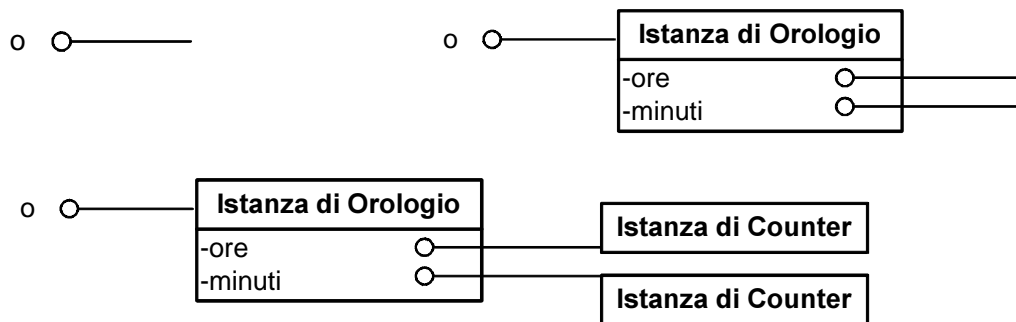 o
o
Istanza di Orologio
-ore
-minuti
o
Istanza di Orologio
-ore
-minuti
Istanza di Counter
Istanza di Counter